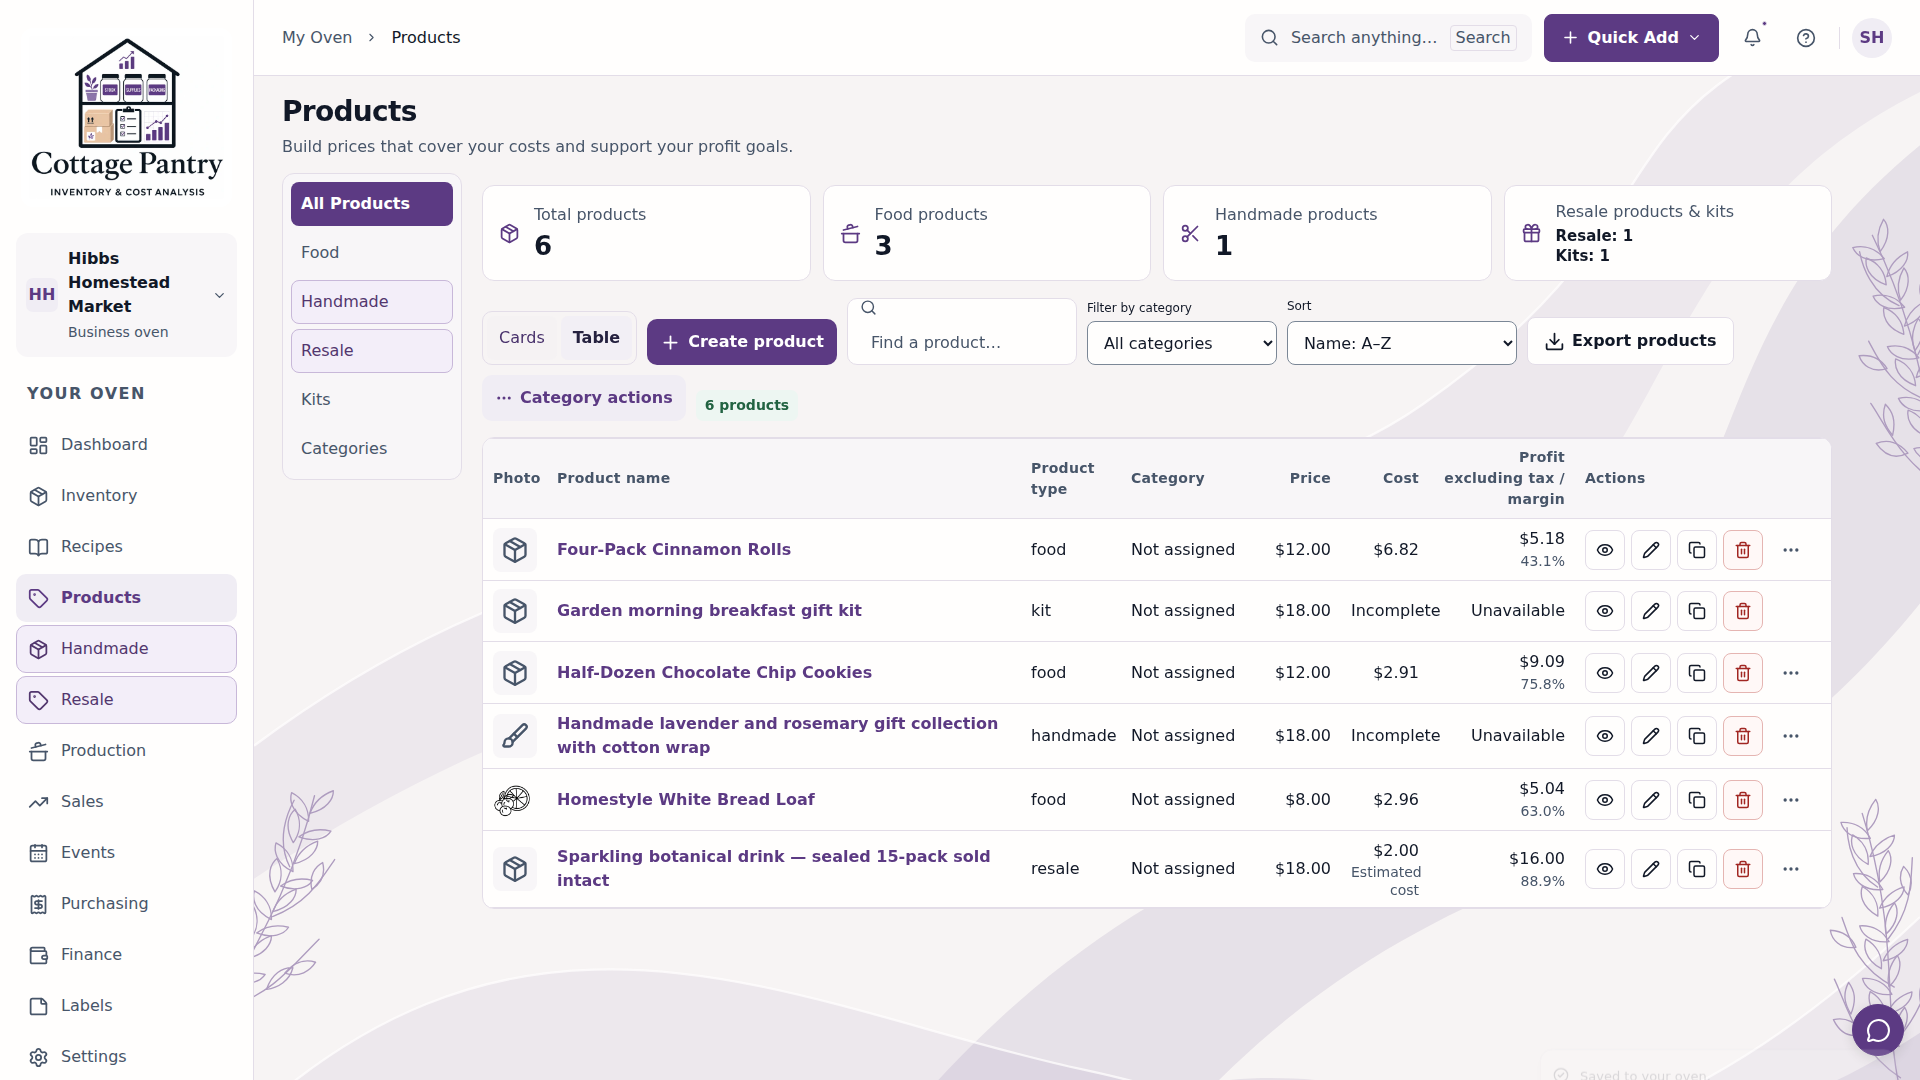 Cottage Pantry
INVENTORY & COST ANALYSIS
HH
Hibbs
Homestead
Market
Business oven
YOUR OVEN
Dashboard
Inventory
Recipes
Products
Handmade
Resale
Production
Sales
Events
Purchasing
Finance
Labels
Settings
My Oven > Products
Search anything... Search
Quick Add
SH
Products
Build prices that cover your costs and support your profit goals.
All Products
Food
Handmade
Resale
Kits
Categories
Total products
6
Food products
3
Handmade products
1
Resale products & kits
Resale: 1
Kits: 1
Cards Table
Create product
Find a product...
Filter by category
All categories
Sort
Name: A–Z
Export products
Category actions
6 products
Photo Product name Product type Category Price Cost Profit excluding tax / margin Actions
Four-Pack Cinnamon Rolls food Not assigned $12.00 $6.82 $5.18
43.1%
Garden morning breakfast gift kit kit Not assigned $18.00 Incomplete Unavailable
Half-Dozen Chocolate Chip Cookies food Not assigned $12.00 $2.91 $9.09
75.8%
Handmade lavender and rosemary gift collection
with cotton wrap handmade Not assigned $18.00 Incomplete Unavailable
Homestyle White Bread Loaf food Not assigned $8.00 $2.96 $5.04
63.0%
Sparkling botanical drink — sealed 15-pack sold
intact resale Not assigned $18.00 $2.00
Estimated
cost
$16.00
88.9%
Saved to your oven